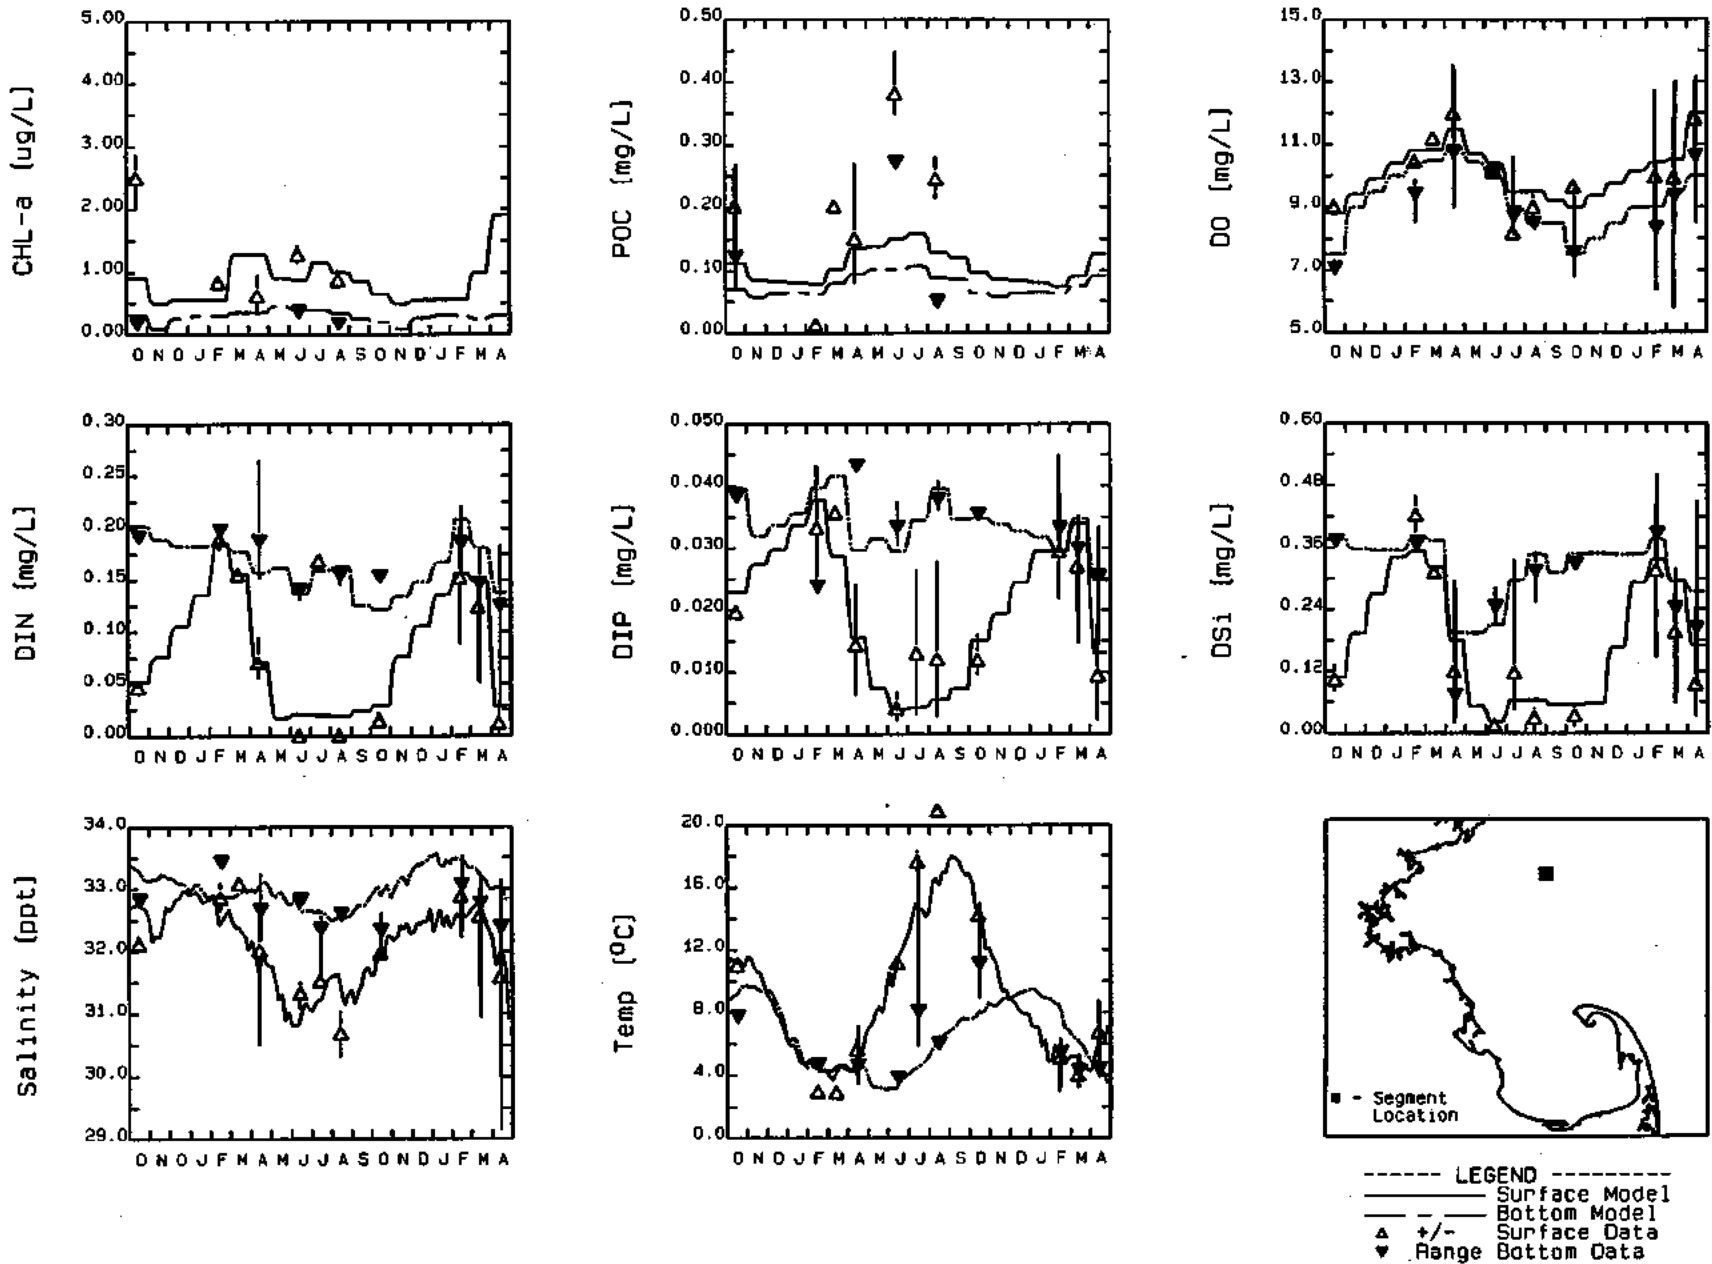 5.00
4.00
3.00
2.00
1.00
0.00
CHL-a (ug/L)
O N D J F M A M J J A S O N D J F M A
0.50
0.40
0.30
0.20
0.10
0.00
POC (mg/L)
O N D J F M A M J J A S O N D J F M A
15.0
13.0
11.0
9.0
7.0
5.0
DO (mg/L)
O N D J F M A M J J A S O N D J F M A
0.30
0.25
0.20
0.15
0.10
0.05
0.00
DIN (mg/L)
O N D J F M A M J J A S O N D J F M A
0.050
0.040
0.030
0.020
0.010
0.000
DIP (mg/L)
O N D J F M A M J J A S O N D J F M A
0.60
0.48
0.36
0.24
0.12
0.00
DSi (mg/L)
O N D J F M A M J J A S O N D J F M A
34.0
33.0
32.0
31.0
30.0
29.0
Salinity (ppt)
O N D J F M A M J J A S O N D J F M A
20.0
16.0
12.0
8.0
4.0
0.0
Temp (°C)
O N D J F M A M J J A S O N D J F M A
■ - Segment
Location
------ LEGEND ----------
Surface Model
Bottom Model
△ +/- Surface Data
▼ Range Bottom Data